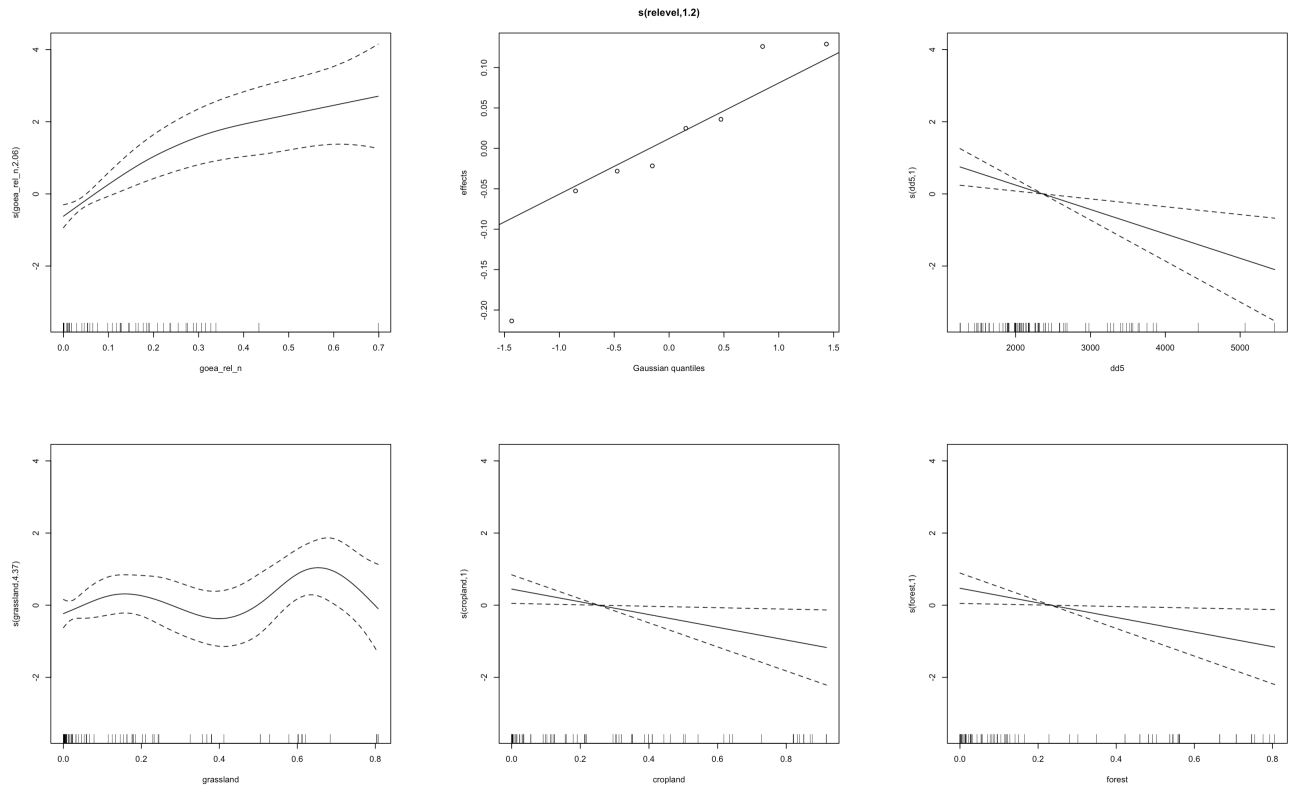 s(relevel,1.2)
s(goea_rel_n,2.06)
4
2
0
-2
0.0 0.1 0.2 0.3 0.4 0.5 0.6 0.7
goea_rel_n
effects
0.10
0.05
0.00
-0.05
-0.10
-0.15
-0.20
-1.5 -1.0 -0.5 0.0 0.5 1.0 1.5
Gaussian quantiles
s(dd5,1)
4
2
0
-2
2000 3000 4000 5000
dd5
s(grassland,4.37)
4
2
0
-2
0.0 0.2 0.4 0.6 0.8
grassland
s(cropland,1)
4
2
0
-2
0.0 0.2 0.4 0.6 0.8
cropland
s(forest,1)
4
2
0
-2
0.0 0.2 0.4 0.6 0.8
forest